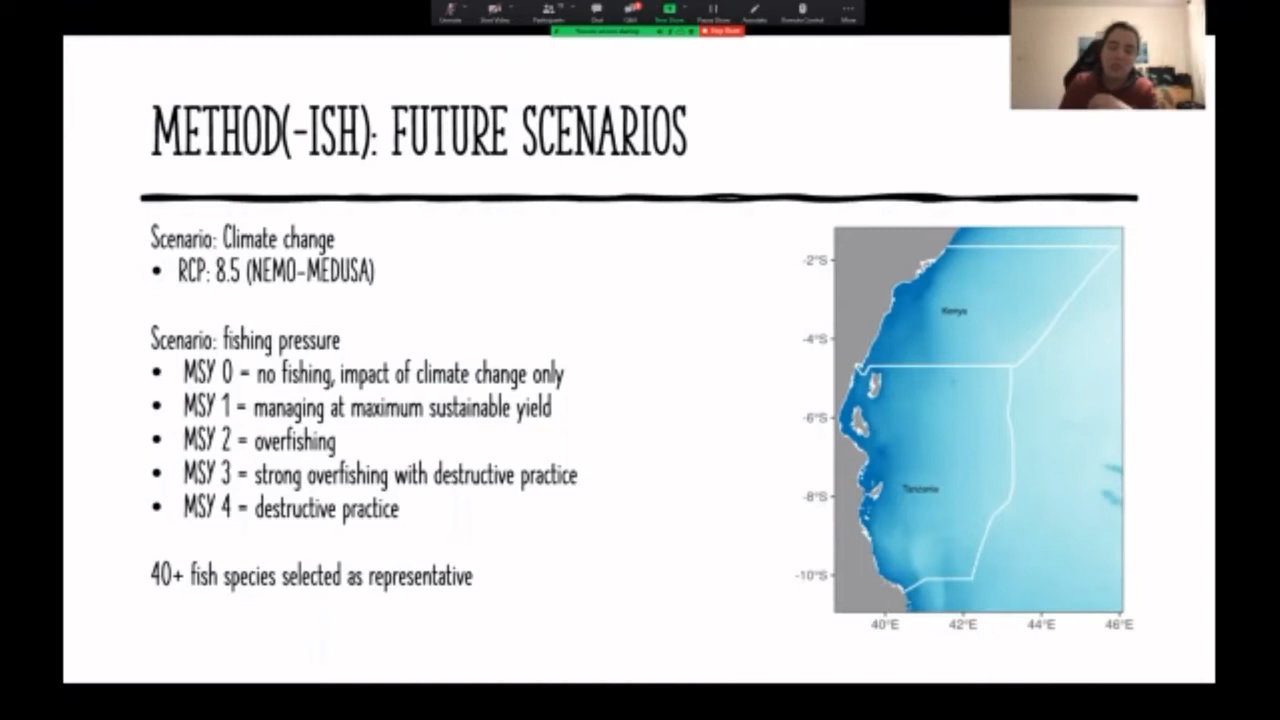 METHOD(-ISH): FUTURE SCENARIOS
Scenario: Climate change
• RCP: 8.5 (NEMO-MEDUSA)
Scenario: fishing pressure
• MSY 0 = no fishing, impact of climate change only
• MSY 1 = managing at maximum sustainable yield
• MSY 2 = overfishing
• MSY 3 = strong overfishing with destructive practice
• MSY 4 = destructive practice
40+ fish species selected as representative
-2°S
-4°S
-6°S
-8°S
-10°S
Kenya
Tanzania
40°E 42°E 44°E 46°E